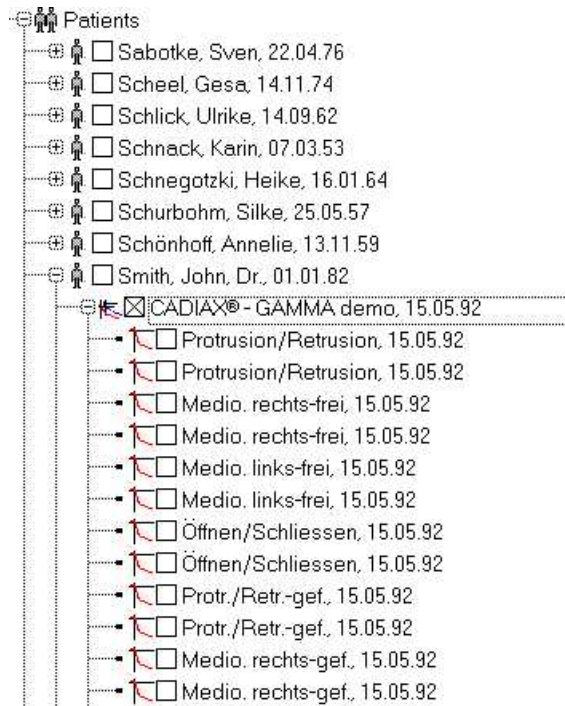 Patients
Sabotke, Sven, 22.04.76
Scheel, Gesa, 14.11.74
Schlick, Ulrike, 14.09.62
Schnack, Karin, 07.03.53
Schnegotzki, Heike, 16.01.64
Schurbohm, Silke, 25.05.57
Schönhoff, Annelie, 13.11.59
Smith, John, Dr., 01.01.82
CADIAX® - GAMMA demo, 15.05.92
Protrusion/Retrusion, 15.05.92
Protrusion/Retrusion, 15.05.92
Medio. rechts-frei, 15.05.92
Medio. rechts-frei, 15.05.92
Medio. links-frei, 15.05.92
Medio. links-frei, 15.05.92
Öffnen/Schliessen, 15.05.92
Öffnen/Schliessen, 15.05.92
Protr./Retr.-gef., 15.05.92
Protr./Retr.-gef., 15.05.92
Medio. rechts-gef., 15.05.92
Medio. rechts-gef., 15.05.92